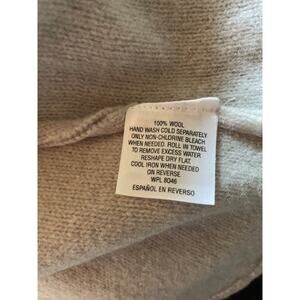 100% WOOL
HAND WASH COLD SEPARATELY
ONLY NON-CHLORINE BLEACH
WHEN NEEDED. ROLL IN TOWEL
TO REMOVE EXCESS WATER
RESHAPE DRY FLAT.
COOL IRON WHEN NEEDED
ON REVERSE.
WPL 8046
ESPAÑOL EN REVERSO